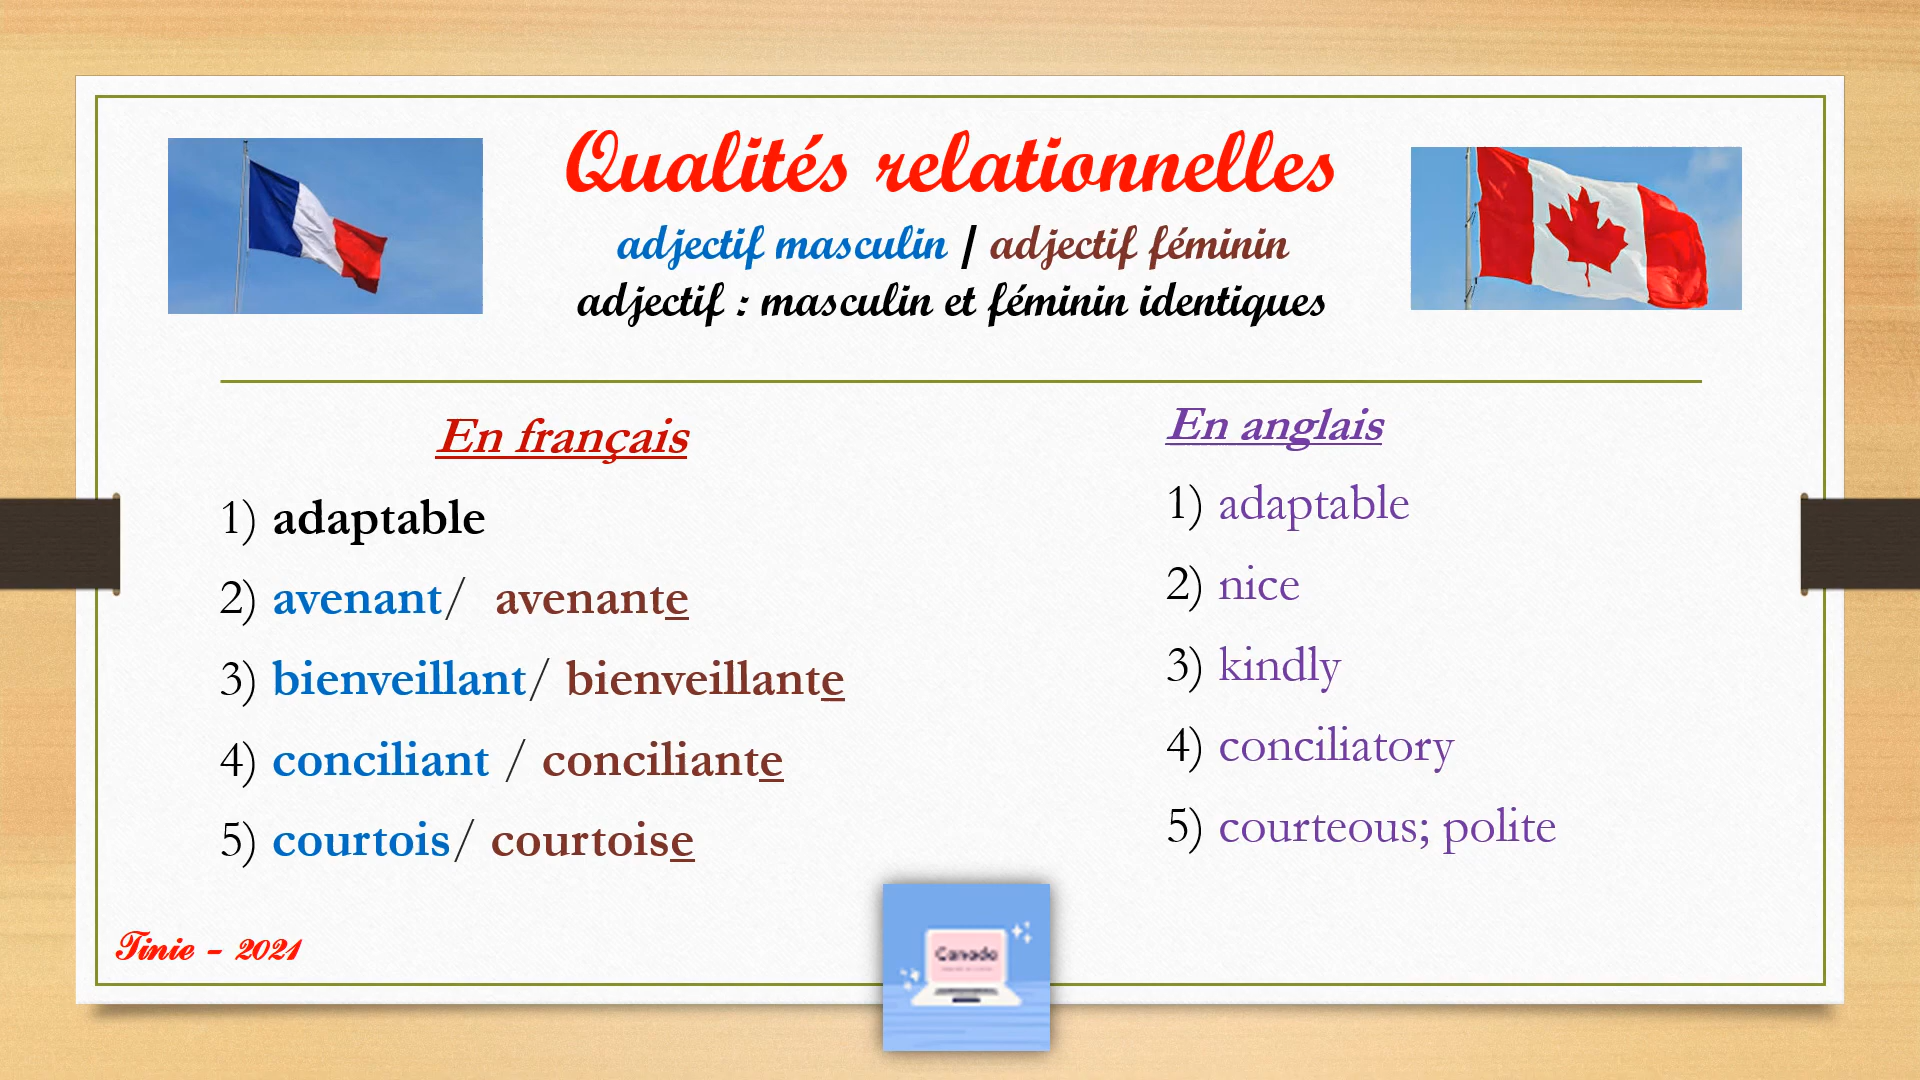 Qualités relationnelles
adjectif masculin / adjectif féminin
adjectif : masculin et féminin identiques
En français
1) adaptable
2) avenant/ avenante
3) bienveillant/ bienveillante
4) conciliant / conciliante
5) courtois/ courtoise
En anglais
1) adaptable
2) nice
3) kindly
4) conciliatory
5) courteous; polite
Tinie - 2021
Canada